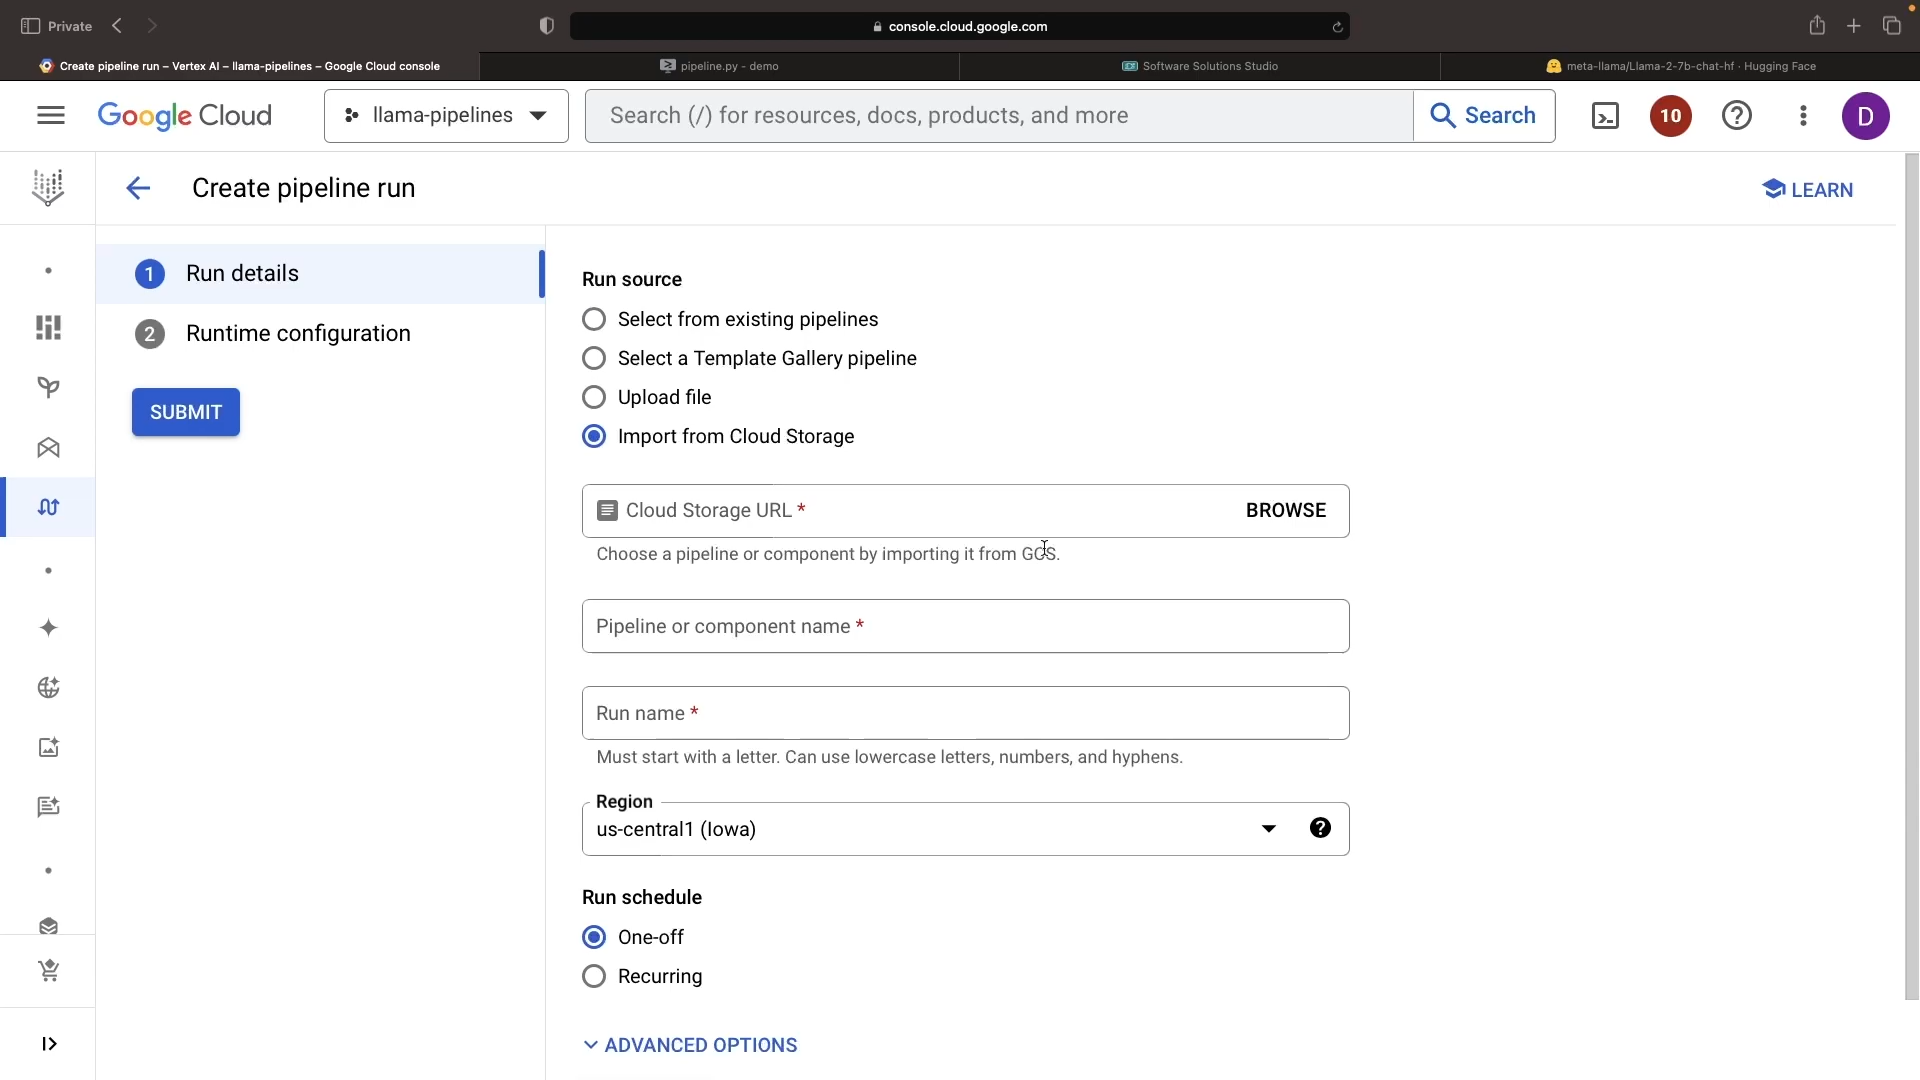 Private
console.cloud.google.com
Create pipeline run – Vertex AI – llama-pipelines – Google Cloud console
pipeline.py - demo
Software Solutions Studio
meta-llama/Llama-2-7b-chat-hf · Hugging Face
Google Cloud
llama-pipelines
Search (/) for resources, docs, products, and more
Search
10
D
Create pipeline run
LEARN
1 Run details
2 Runtime configuration
SUBMIT
Run source
Select from existing pipelines
Select a Template Gallery pipeline
Upload file
Import from Cloud Storage
Cloud Storage URL *
BROWSE
Choose a pipeline or component by importing it from GCS.
Pipeline or component name *
Run name *
Must start with a letter. Can use lowercase letters, numbers, and hyphens.
Region
us-central1 (Iowa)
Run schedule
One-off
Recurring
ADVANCED OPTIONS